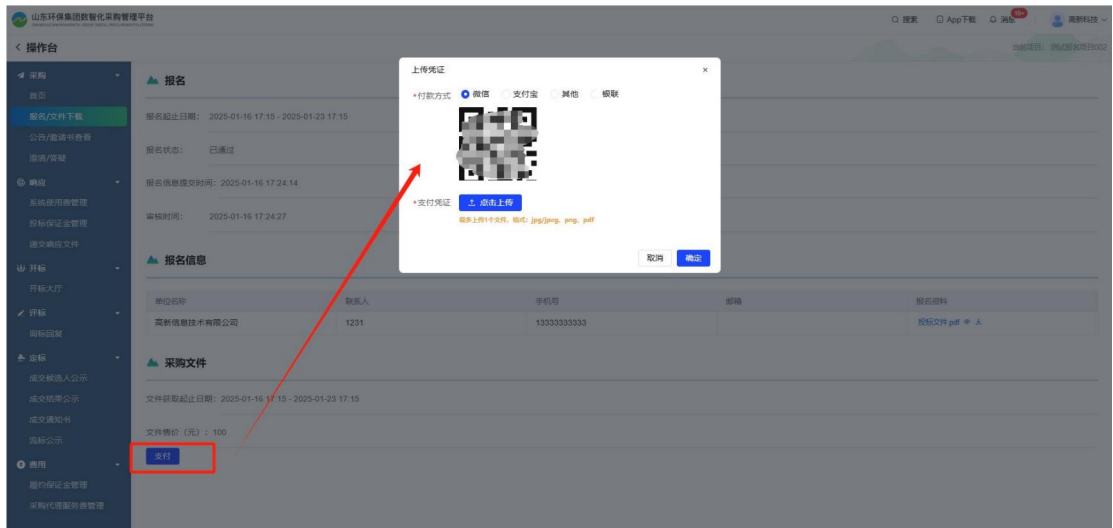 山东环保集团数智化采购管理平台
搜索 App下载 消息 99+ 高新科技
操作台
当前项目: 测试报名项目002
采购
首页
报名/文件下载
公告/邀请书查看
澄清/答疑
响应
系统使用费管理
投标保证金管理
递交响应文件
开标
开标大厅
评标
询标回复
定标
成交候选人公示
成交结果公示
成交通知书
流标公示
费用
履约保证金管理
采购代理服务费管理
报名
报名起止日期: 2025-01-16 17:15 - 2025-01-23 17:15
报名状态: 已通过
报名信息提交时间: 2025-01-16 17:24:14
审核时间: 2025-01-16 17:24:27
报名信息
单位名称 联系人 手机号 邮箱 报名资料
高新信息技术有限公司 1231 13333333333 投标文件.pdf
采购文件
文件获取起止日期: 2025-01-16 17:15 - 2025-01-23 17:15
文件售价（元）: 100
支付
上传凭证
*付款方式 微信 支付宝 其他 银联
*支付凭证 点击上传
最多上传1个文件, 格式: jpg/jpeg、png、pdf
取消 确定